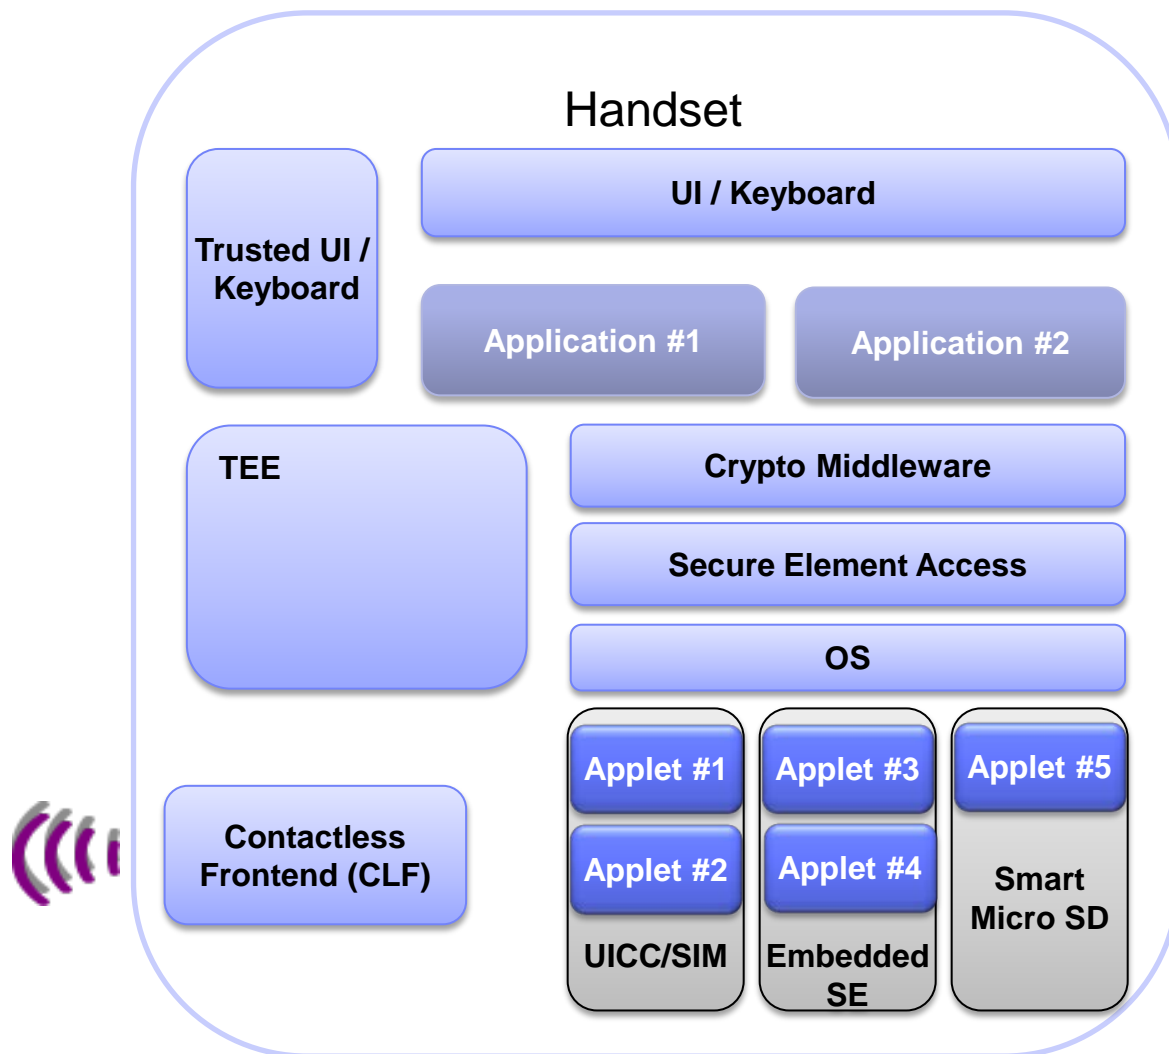 Handset
Trusted UI /
Keyboard
UI / Keyboard
Application #1
Application #2
TEE
Crypto Middleware
Secure Element Access
OS
Contactless
Frontend (CLF)
Applet #1
Applet #2
UICC/SIM
Applet #3
Applet #4
Embedded
SE
Applet #5
Smart
Micro SD